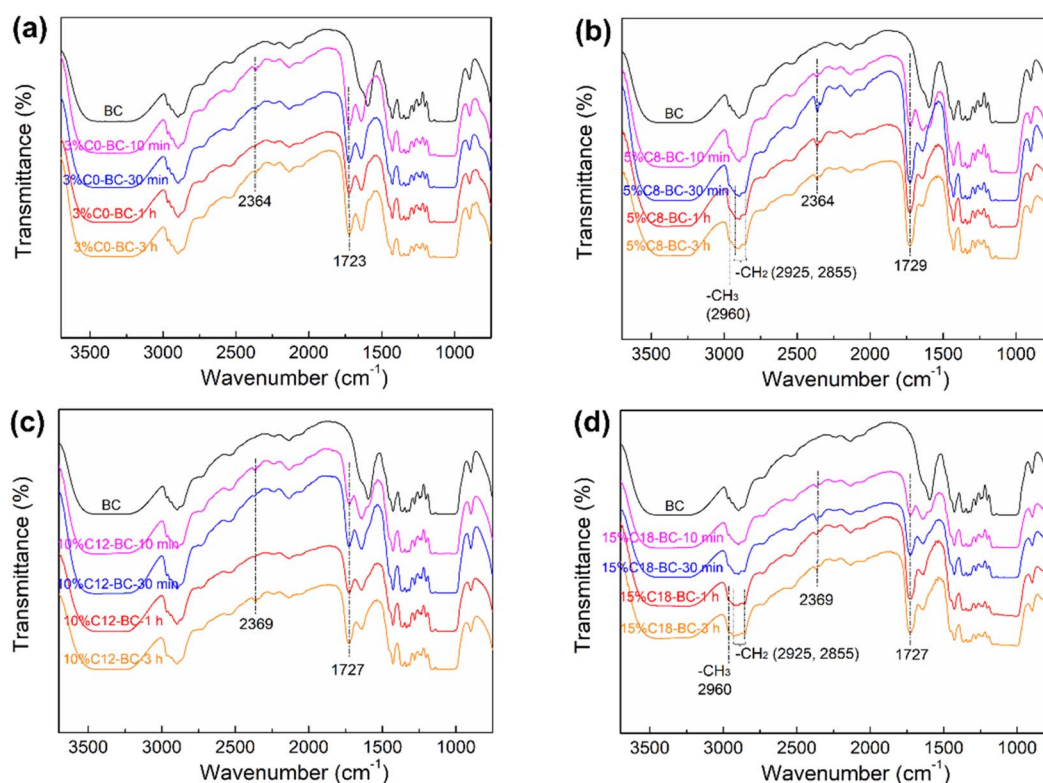 (a)
Transmittance (%)
BC
3%C0-BC-10 min
3%C0-BC-30 min
3%C0-BC-1 h
3%C0-BC-3 h
2364
1723
3500 3000 2500 2000 1500 1000
Wavenumber (cm⁻¹)
(b)
Transmittance (%)
BC
5%C8-BC-10 min
5%C8-BC-30 min
5%C8-BC-1 h
5%C8-BC-3 h
2364
1729
-CH₂ (2925, 2855)
-CH₃
(2960)
3500 3000 2500 2000 1500 1000
Wavenumber (cm⁻¹)
(c)
Transmittance (%)
BC
10%C12-BC-10 min
10%C12-BC-30 min
10%C12-BC-1 h
10%C12-BC-3 h
2369
1727
3500 3000 2500 2000 1500 1000
Wavenumber (cm⁻¹)
(d)
Transmittance (%)
BC
15%C18-BC-10 min
15%C18-BC-30 min
15%C18-BC-1 h
15%C18-BC-3 h
2369
1727
-CH₂ (2925, 2855)
-CH₃
2960
3500 3000 2500 2000 1500 1000
Wavenumber (cm⁻¹)